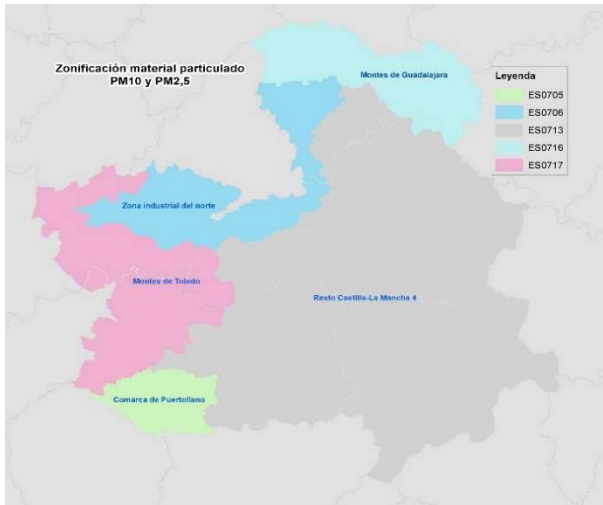 Zonificación material particulado
PM10 y PM2,5
Montes de Guadalajara
Leyenda
ES0705
ES0706
ES0713
ES0716
ES0717
Zona industrial del norte
Montes de Toledo
Resto Castilla-La Mancha 4
Comarca de Puertollano